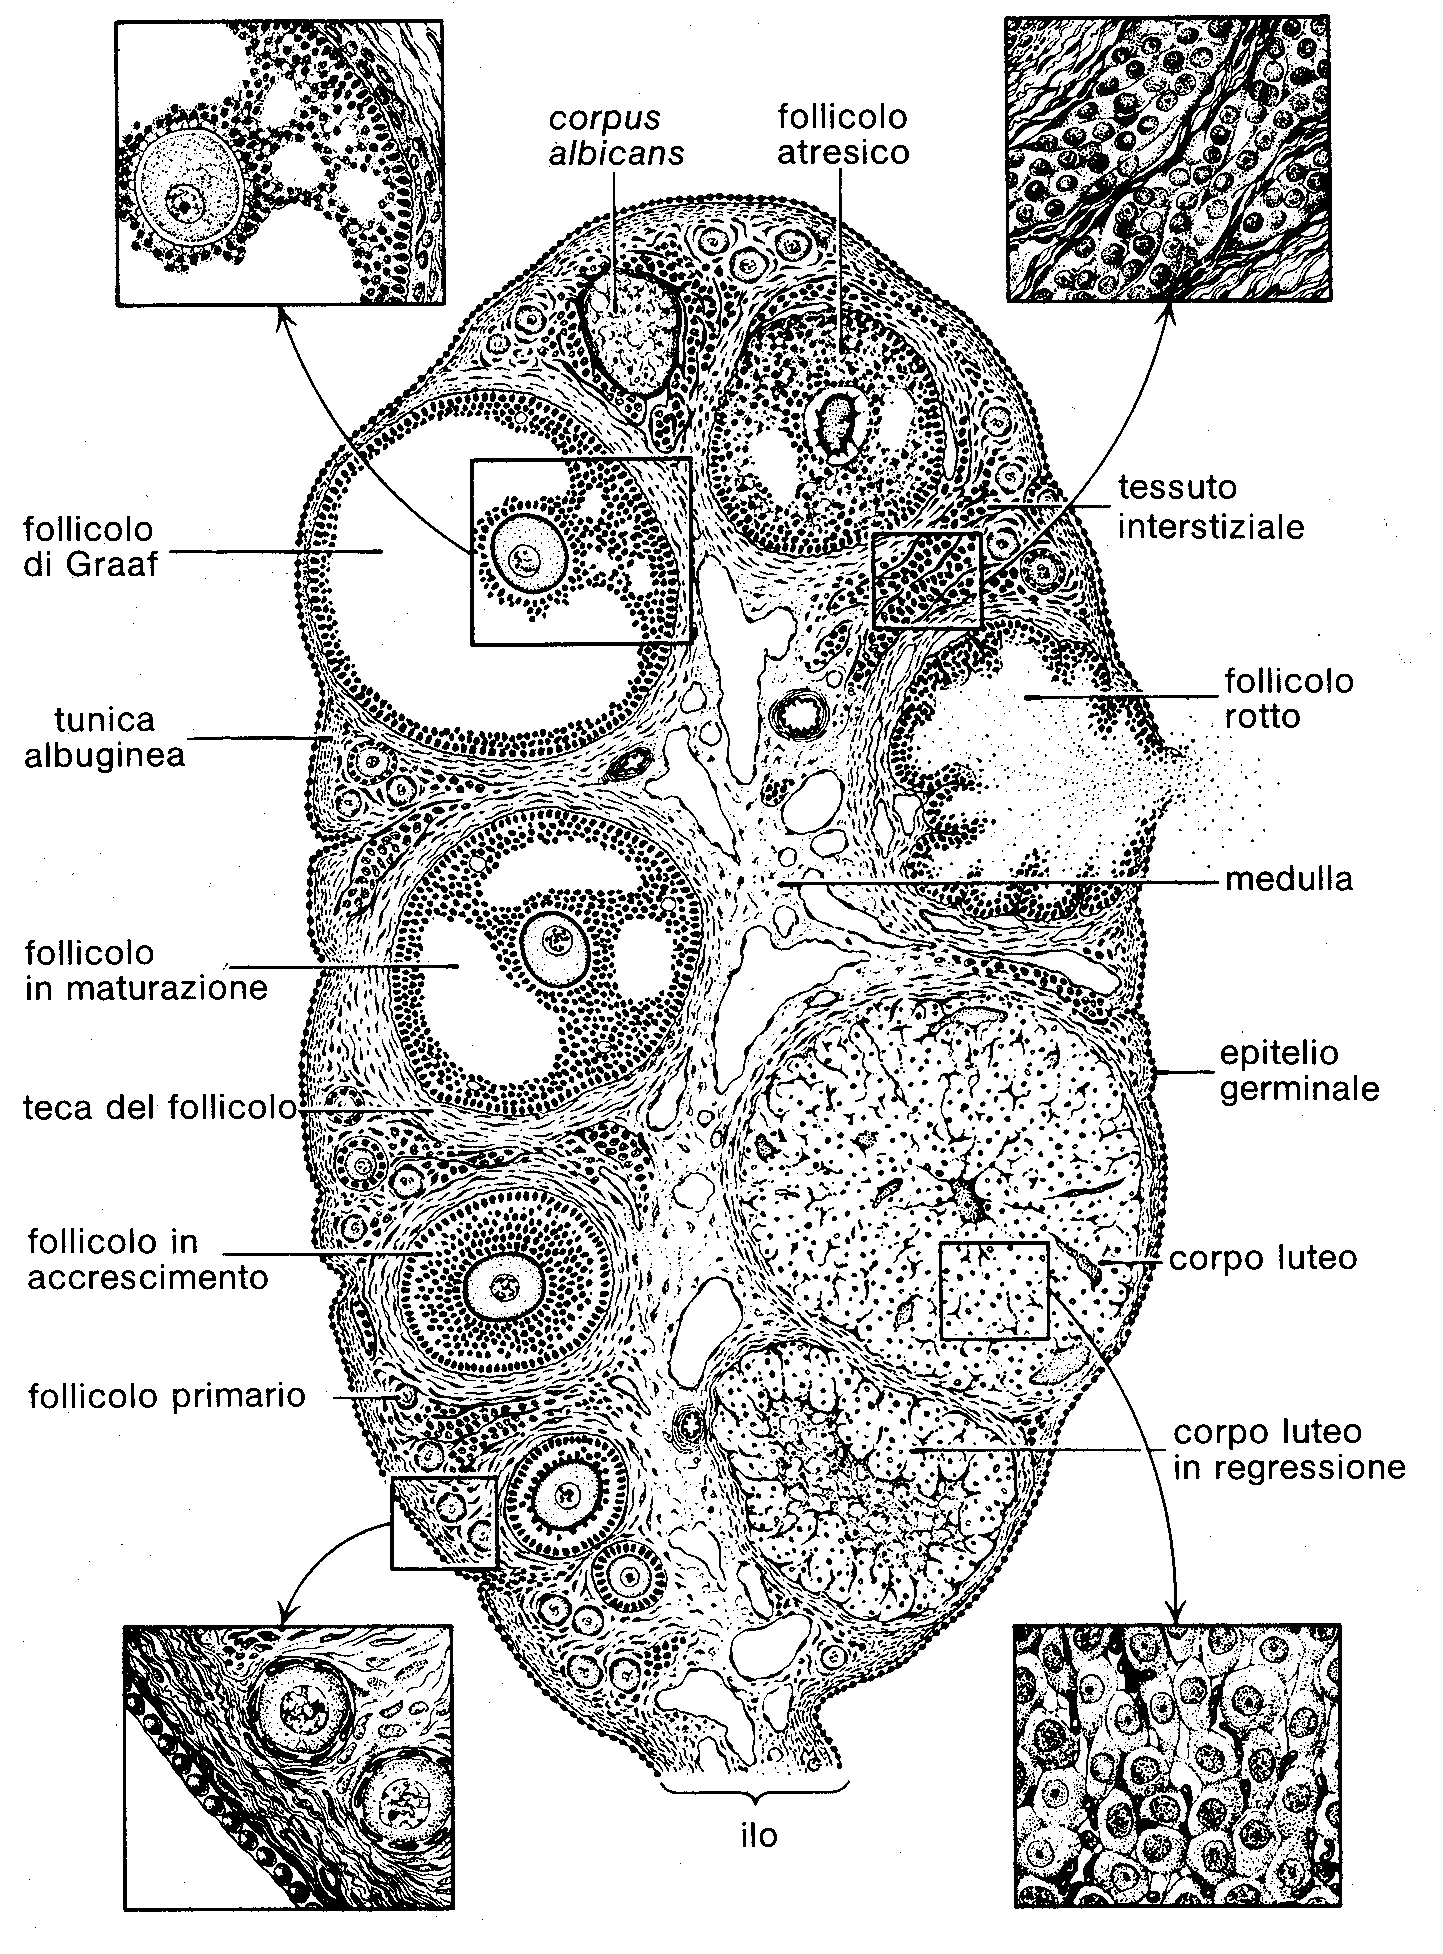 corpus
albicans
follicolo
atresico
tessuto
interstiziale
follicolo
di Graaf
follicolo
rotto
tunica
albuginea
medulla
follicolo
in maturazione
epitelio
germinale
teca del follicolo
follicolo in
accrescimento
corpo luteo
follicolo primario
corpo luteo
in regressione
ilo